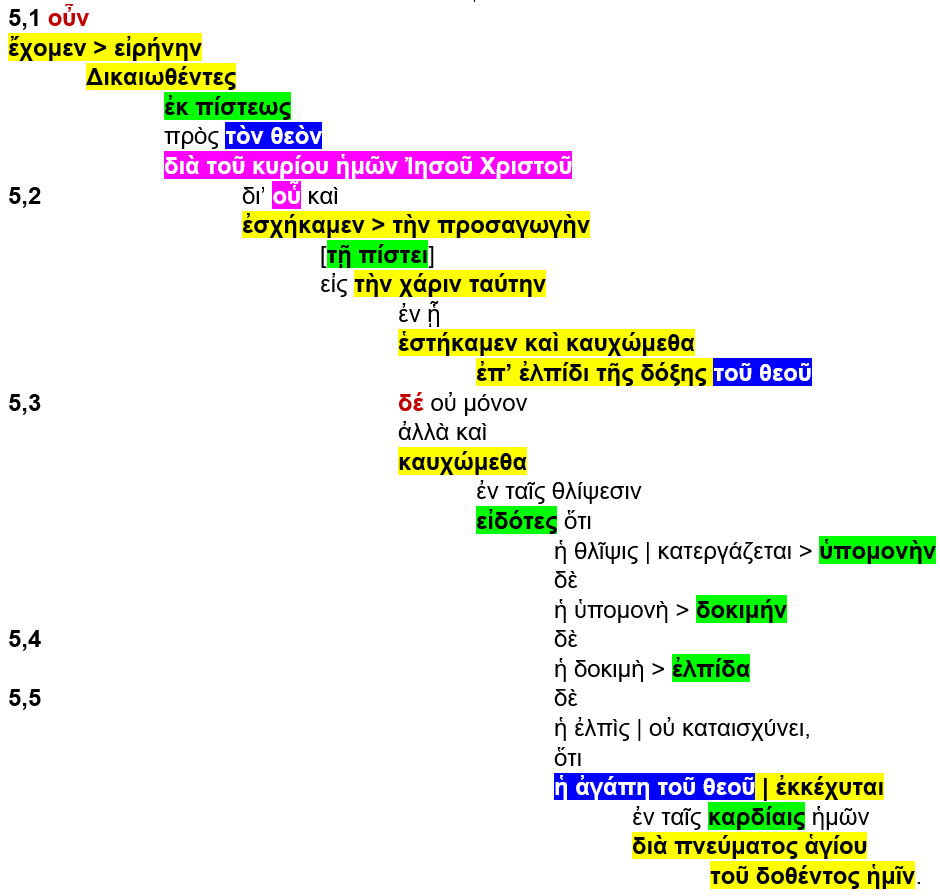 5,1 οὖν
ἔχομεν > εἰρήνην
Δικαιωθέντες
ἐκ πίστεως
πρὸς τὸν θεὸν
διὰ τοῦ κυρίου ἡμῶν Ἰησοῦ Χριστοῦ
5,2 δι’ οὗ καὶ
ἐσχήκαμεν > τὴν προσαγωγὴν
[τῇ πίστει]
εἰς τὴν χάριν ταύτην
ἐν ᾗ
ἑστήκαμεν καὶ καυχώμεθα
ἐπ’ ἐλπίδι τῆς δόξης τοῦ θεοῦ
5,3 δέ οὐ μόνον
ἀλλὰ καὶ
καυχώμεθα
ἐν ταῖς θλίψεσιν
εἰδότες ὅτι
ἡ θλῖψις | κατεργάζεται > ὑπομονὴν
δὲ
ἡ ὑπομονὴ > δοκιμήν
5,4 δὲ
ἡ δοκιμὴ > ἐλπίδα
5,5 δὲ
ἡ ἐλπὶς | οὐ καταισχύνει,
ὅτι
ἡ ἀγάπη τοῦ θεοῦ | ἐκκέχυται
ἐν ταῖς καρδίαις ἡμῶν
διὰ πνεύματος ἁγίου
τοῦ δοθέντος ἡμῖν.